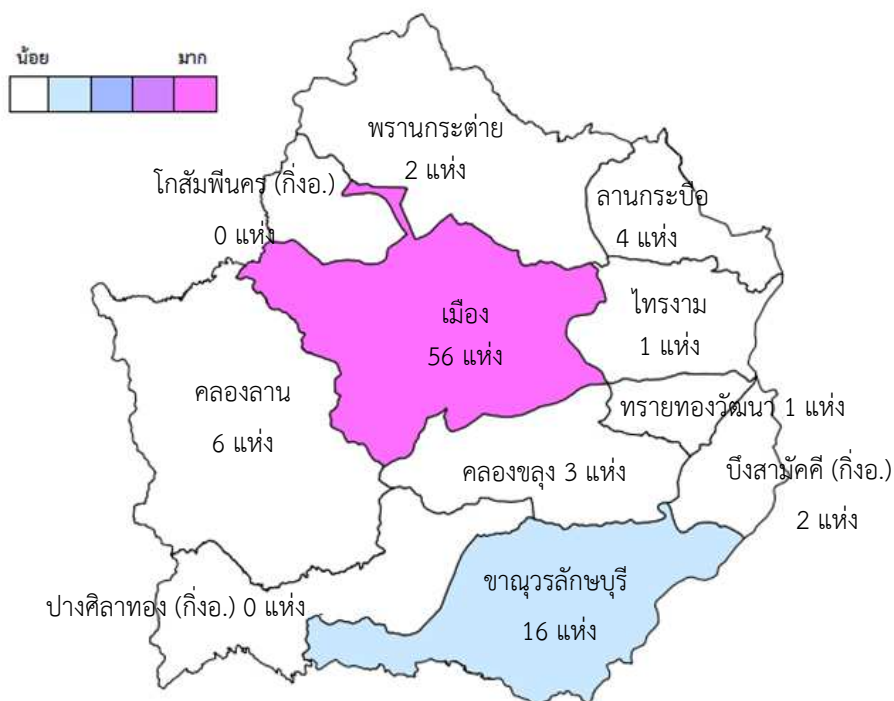 น้อย มาก
พรานกระต่าย
2 แห่ง
โกสัมพีนคร (กิ่งอ.)
0 แห่ง
ลานกระบือ
4 แห่ง
เมือง
56 แห่ง
ไทรงาม
1 แห่ง
คลองลาน
6 แห่ง
ทรายทองวัฒนา 1 แห่ง
คลองขลุง 3 แห่ง
บึงสามัคคี (กิ่งอ.)
2 แห่ง
ขาณุวรลักษบุรี
16 แห่ง
ปางศิลาทอง (กิ่งอ.) 0 แห่ง